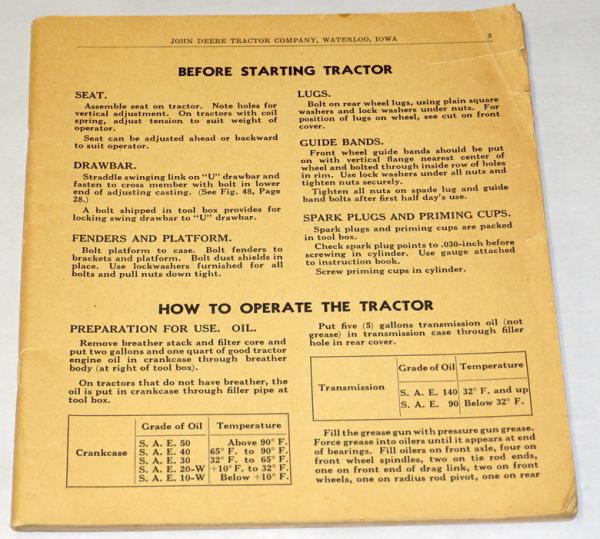 JOHN DEERE TRACTOR COMPANY, WATERLOO, IOWA 3
BEFORE STARTING TRACTOR
SEAT.
Assemble seat on tractor. Note holes for
vertical adjustment. On tractors with coil
spring, adjust tension to suit weight of
operator.
Seat can be adjusted ahead or backward
to suit operator.
DRAWBAR.
Straddle swinging link on "U" drawbar and
fasten to cross member with bolt in lower
end of adjusting casting. (See Fig. 48, Page
28.)
A bolt shipped in tool box provides for
locking swing drawbar to "U" drawbar.
FENDERS AND PLATFORM.
Bolt platform to case. Bolt fenders to
brackets and platform. Bolt dust shields in
place. Use lockwashers furnished for all
bolts and pull nuts down tight.
LUGS.
Bolt on rear wheel lugs, using plain square
washers and lock washers under nuts. For
position of lugs on wheel, see cut on front
cover.
GUIDE BANDS.
Front wheel guide bands should be put
on with vertical flange nearest center of
wheel and bolted through inside row of holes
in rim. Use lock washers under all nuts and
tighten nuts securely.
Tighten all nuts on spade lug and guide
band bolts after first half day's use.
SPARK PLUGS AND PRIMING CUPS.
Spark plugs and priming cups are packed
in tool box.
Check spark plug points to .030-inch before
screwing in cylinder. Use gauge attached
to instruction book.
Screw priming cups in cylinder.
HOW TO OPERATE THE TRACTOR
PREPARATION FOR USE. OIL.
Remove breather stack and filter core and
put two gallons and one quart of good tractor
engine oil in crankcase through breather
body (at right of tool box).
On tractors that do not have breather, the
oil is put in crankcase through filler pipe at
tool box.
Grade of Oil Temperature
Crankcase
S. A. E. 50 Above 90° F.
S. A. E. 40 65° F. to 90° F.
S. A. E. 30 32° F. to 65° F.
S. A. E. 20-W +10° F. to 32° F.
S. A. E. 10-W Below +10° F.
Put five (5) gallons transmission oil (not
grease) in transmission case through filler
hole in rear cover.
Grade of Oil Temperature
Transmission
S. A. E. 140 32° F. and up
S. A. E. 90 Below 32° F.
Fill the grease gun with pressure gun grease.
Force grease into oilers until it appears at end
of bearings. Fill oilers on front axle, four on
front wheel spindles, two on tie rod ends,
one on front end of drag link, two on front
wheels, one on radius rod pivot, one on rear